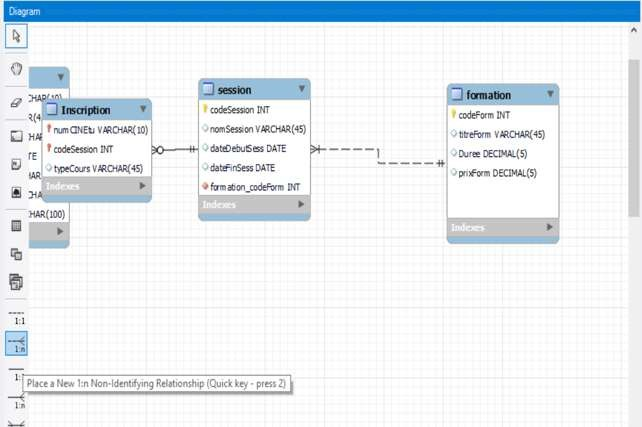 Diagram
CHAR(10)
Inscription
numCINEtu VARCHAR(10)
codeSession INT
typeCours VARCHAR(45)
Indexes
CHAR(100)
session
codeSession INT
nomSession VARCHAR(45)
dateDebutSess DATE
dateFinSess DATE
formation_codeForm INT
Indexes
formation
codeForm INT
titreForm VARCHAR(45)
Duree DECIMAL(5)
prixForm DECIMAL(5)
Indexes
1:1
1:n
Place a New 1:n Non-Identifying Relationship (Quick key - press 2)
1:n